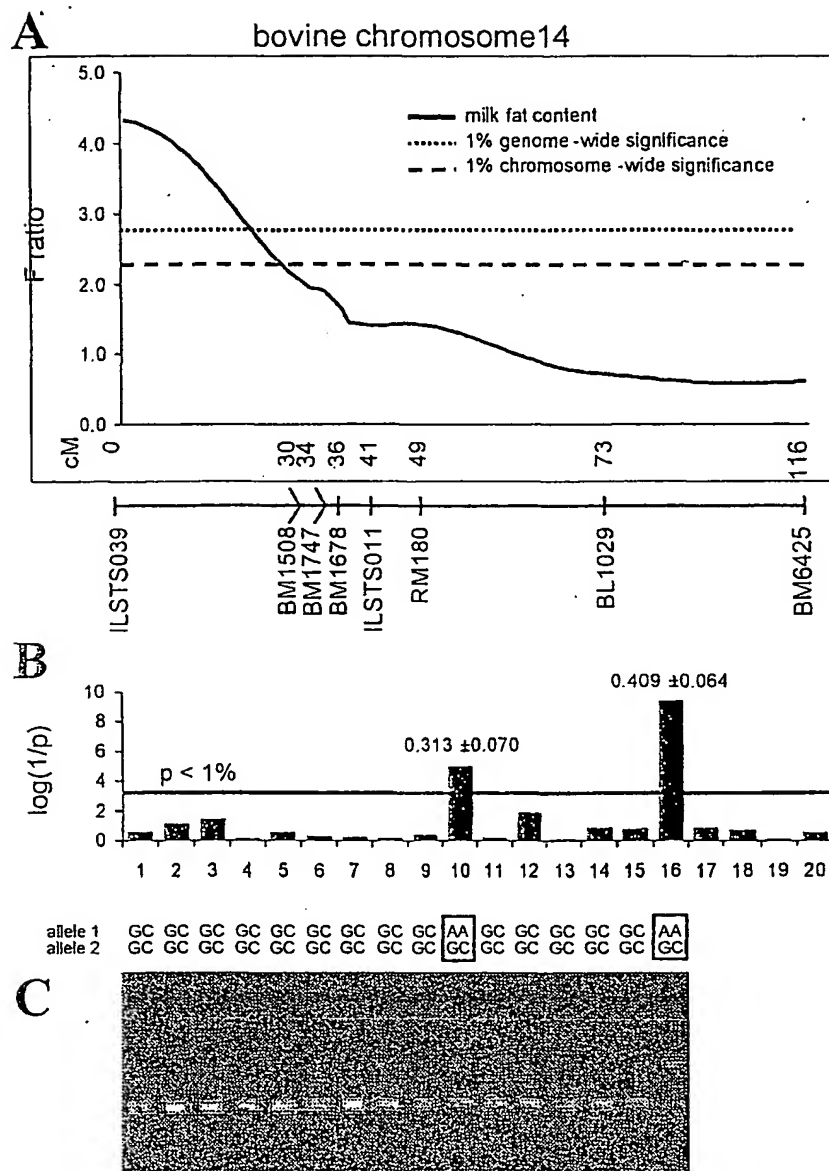 A
bovine chromosome14
5.0
4.0
3.0
2.0
1.0
0.0
F ratio
milk fat content
1% genome -wide significance
1% chromosome -wide significance
cM
0
30
34
36
41
49
73
116
ILSTS039
BM1508
BM1747
BM1678
ILSTS011
RM180
BL1029
BM6425
B
log(1/p)
10
8
6
4
2
0
p < 1%
0.313 ±0.070
0.409 ±0.064
1 2 3 4 5 6 7 8 9 10 11 12 13 14 15 16 17 18 19 20
allele 1 GC GC GC GC GC GC GC GC GC AA GC GC GC GC GC AA
allele 2 GC GC GC GC GC GC GC GC GC GC GC GC GC GC GC GC
C